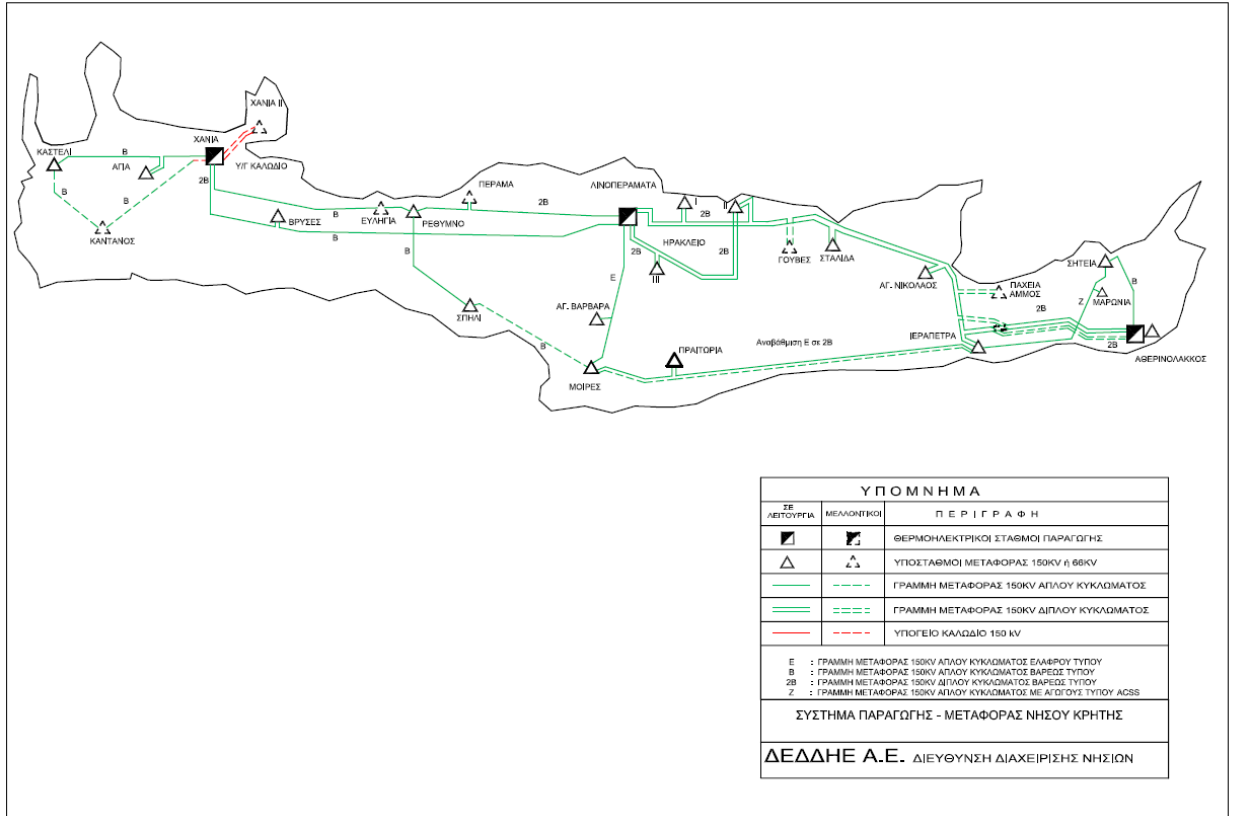 ΧΑΝΙΑ II
ΧΑΝΙΑ
ΚΑΣΤΕΛΙ
Β
ΑΓΙΑ
Υ/Γ ΚΑΛΩΔΙΟ
2Β
Β
Β
ΚΑΝΤΑΝΟΣ
ΒΡΥΣΕΣ
Β
ΕΥΛΗΓΙΑ
ΡΕΘΥΜΝΟ
Β
ΠΕΡΑΜΑ
2Β
ΛΙΝΟΠΕΡΑΜΑΤΑ
I
II
2Β
ΗΡΑΚΛΕΙΟ
2Β
2Β
III
ΓΟΥΒΕΣ
ΣΤΑΛΙΔΑ
Ε
ΑΓ. ΒΑΡΒΑΡΑ
ΣΠΗΛΙ
Β
ΜΟΙΡΕΣ
ΠΡΑΙΤΩΡΙΑ
Αναβάθμιση Ε σε 2Β
ΑΓ. ΝΙΚΟΛΑΟΣ
ΠΑΧΕΙΑ
ΑΜΜΟΣ
2Β
ΙΕΡΑΠΕΤΡΑ
ΣΗΤΕΙΑ
Β
Ζ
ΜΑΡΩΝΙΑ
2Β
ΑΘΕΡΙΝΟΛΑΚΚΟΣ
ΥΠΟΜΝΗΜΑ
ΣΕ
ΛΕΙΤΟΥΡΓΙΑ
ΜΕΛΛΟΝΤΙΚΟΙ
ΠΕΡΙΓΡΑΦΗ
ΘΕΡΜΟΗΛΕΚΤΡΙΚΟΙ ΣΤΑΘΜΟΙ ΠΑΡΑΓΩΓΗΣ
ΥΠΟΣΤΑΘΜΟΙ ΜΕΤΑΦΟΡΑΣ 150KV ή 66KV
ΓΡΑΜΜΗ ΜΕΤΑΦΟΡΑΣ 150KV ΑΠΛΟΥ ΚΥΚΛΩΜΑΤΟΣ
ΓΡΑΜΜΗ ΜΕΤΑΦΟΡΑΣ 150KV ΔΙΠΛΟΥ ΚΥΚΛΩΜΑΤΟΣ
ΥΠΟΓΕΙΟ ΚΑΛΩΔΙΟ 150 kV
Ε : ΓΡΑΜΜΗ ΜΕΤΑΦΟΡΑΣ 150KV ΑΠΛΟΥ ΚΥΚΛΩΜΑΤΟΣ ΕΛΑΦΡΟΥ ΤΥΠΟΥ
Β : ΓΡΑΜΜΗ ΜΕΤΑΦΟΡΑΣ 150KV ΑΠΛΟΥ ΚΥΚΛΩΜΑΤΟΣ ΒΑΡΕΩΣ ΤΥΠΟΥ
2Β : ΓΡΑΜΜΗ ΜΕΤΑΦΟΡΑΣ 150KV ΔΙΠΛΟΥ ΚΥΚΛΩΜΑΤΟΣ ΒΑΡΕΩΣ ΤΥΠΟΥ
Ζ : ΓΡΑΜΜΗ ΜΕΤΑΦΟΡΑΣ 150KV ΑΠΛΟΥ ΚΥΚΛΩΜΑΤΟΣ ΜΕ ΑΓΩΓΟΥΣ ΤΥΠΟΥ ACSS
ΣΥΣΤΗΜΑ ΠΑΡΑΓΩΓΗΣ - ΜΕΤΑΦΟΡΑΣ ΝΗΣΟΥ ΚΡΗΤΗΣ
ΔΕΔΔΗΕ Α.Ε. ΔΙΕΥΘΥΝΣΗ ΔΙΑΧΕΙΡΙΣΗΣ ΝΗΣΙΩΝ